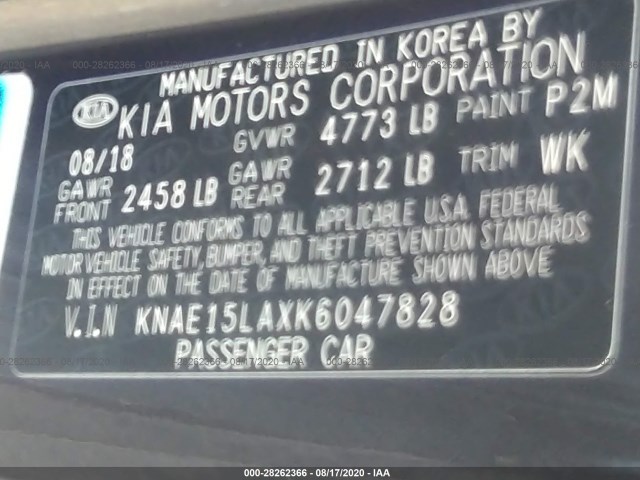 MANUFACTURED IN KOREA BY
KIA KIA MOTORS CORPORATION
08/18 GVWR 4773 LB PAINT P2M
GAWR FRONT 2458 LB GAWR REAR 2712 LB TRIM WK
THIS VEHICLE CONFORMS TO ALL APPLICABLE U.S.A. FEDERAL
MOTOR VEHICLE SAFETY, BUMPER, AND THEFT PREVENTION STANDARDS
IN EFFECT ON THE DATE OF MANUFACTURE SHOWN ABOVE
V.I.N KNAE15LAXK6047828
PASSENGER CAR
000-28262366 - 08/17/2020 - IAA